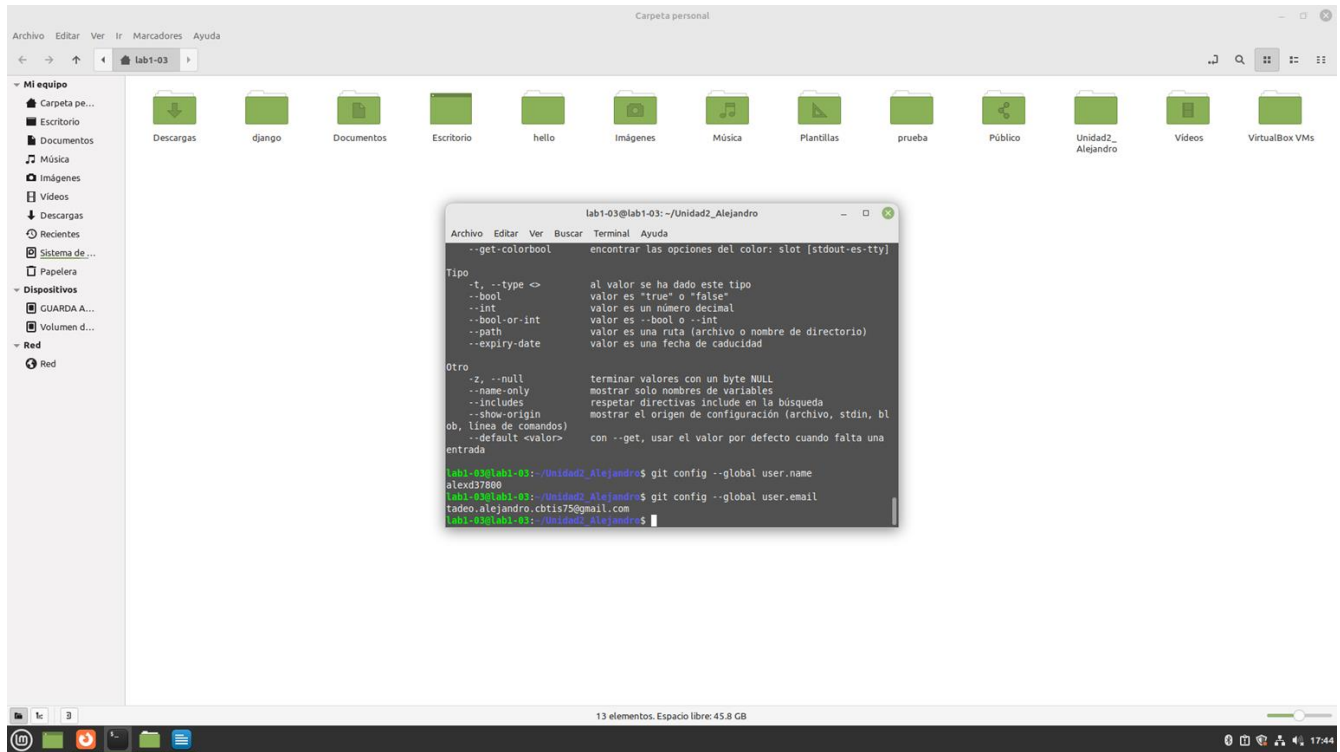 Carpeta personal
Archivo Editar Ver Ir Marcadores Ayuda
lab1-03
Mi equipo
Carpeta pe...
Escritorio
Documentos
Música
Imágenes
Vídeos
Descargas
Recientes
Sistema de ...
Papelera
Dispositivos
GUARDA A...
Volumen d...
Red
Red
Descargas
django
Documentos
Escritorio
hello
Imágenes
Música
Plantillas
prueba
Público
Unidad2_
Alejandro
Vídeos
VirtualBox VMs
lab1-03@lab1-03: ~/Unidad2_Alejandro
Archivo Editar Ver Buscar Terminal Ayuda
--get-colorbool encontrar las opciones del color: slot [stdout-es-tty]
Tipo
-t, --type <> al valor se ha dado este tipo
--bool valor es "true" o "false"
--int valor es un número decimal
--bool-or-int valor es --bool o --int
--path valor es una ruta (archivo o nombre de directorio)
--expiry-date valor es una fecha de caducidad
Otro
-z, --null terminar valores con un byte NULL
--name-only mostrar solo nombres de variables
--includes respetar directivas include en la búsqueda
--show-origin mostrar el origen de configuración (archivo, stdin, bl
ob, línea de comandos)
--default <valor> con --get, usar el valor por defecto cuando falta una
entrada
lab1-03@lab1-03:~/Unidad2_Alejandro$ git config --global user.name
alexd37800
lab1-03@lab1-03:~/Unidad2_Alejandro$ git config --global user.email
tadeo.alejandro.cbtis75@gmail.com
lab1-03@lab1-03:~/Unidad2_Alejandro$
13 elementos. Espacio libre: 45.8 GB
17:44